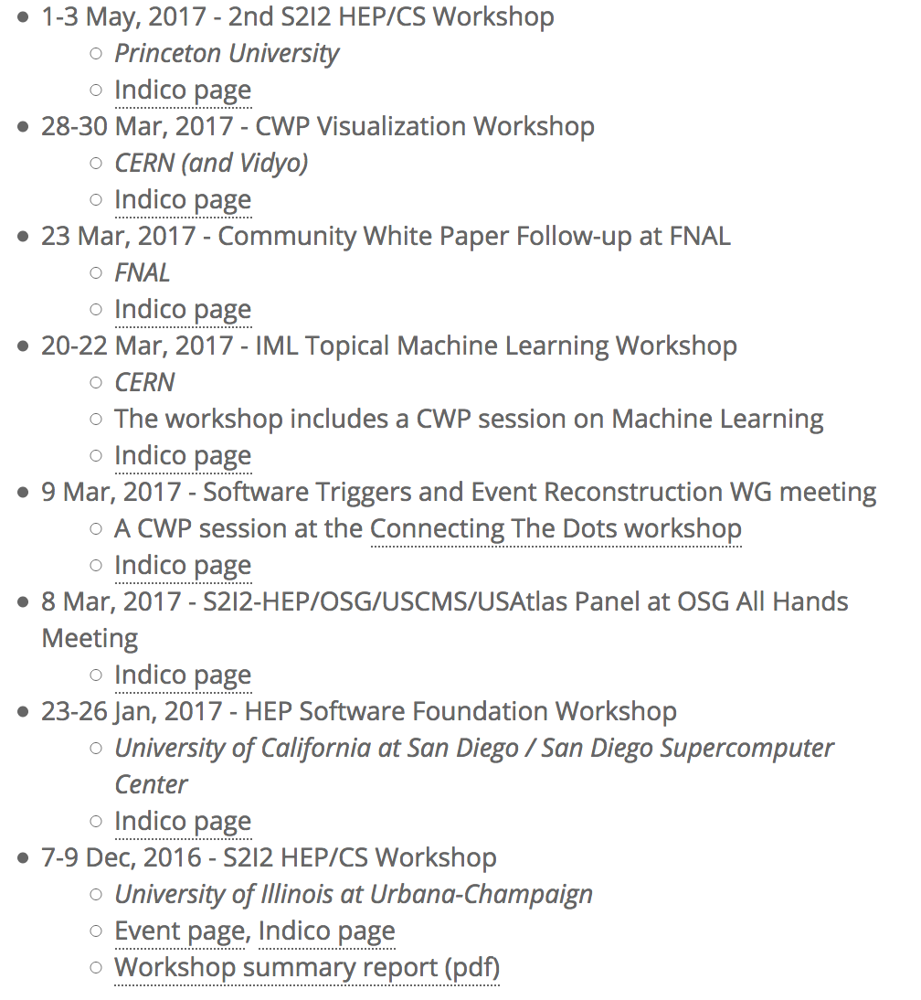 • 1-3 May, 2017 - 2nd S2I2 HEP/CS Workshop
○ Princeton University
○ Indico page
• 28-30 Mar, 2017 - CWP Visualization Workshop
○ CERN (and Vidyo)
○ Indico page
• 23 Mar, 2017 - Community White Paper Follow-up at FNAL
○ FNAL
○ Indico page
• 20-22 Mar, 2017 - IML Topical Machine Learning Workshop
○ CERN
○ The workshop includes a CWP session on Machine Learning
○ Indico page
• 9 Mar, 2017 - Software Triggers and Event Reconstruction WG meeting
○ A CWP session at the Connecting The Dots workshop
○ Indico page
• 8 Mar, 2017 - S2I2-HEP/OSG/USCMS/USAtlas Panel at OSG All Hands
Meeting
○ Indico page
• 23-26 Jan, 2017 - HEP Software Foundation Workshop
○ University of California at San Diego / San Diego Supercomputer
Center
○ Indico page
• 7-9 Dec, 2016 - S2I2 HEP/CS Workshop
○ University of Illinois at Urbana-Champaign
○ Event page, Indico page
○ Workshop summary report (pdf)